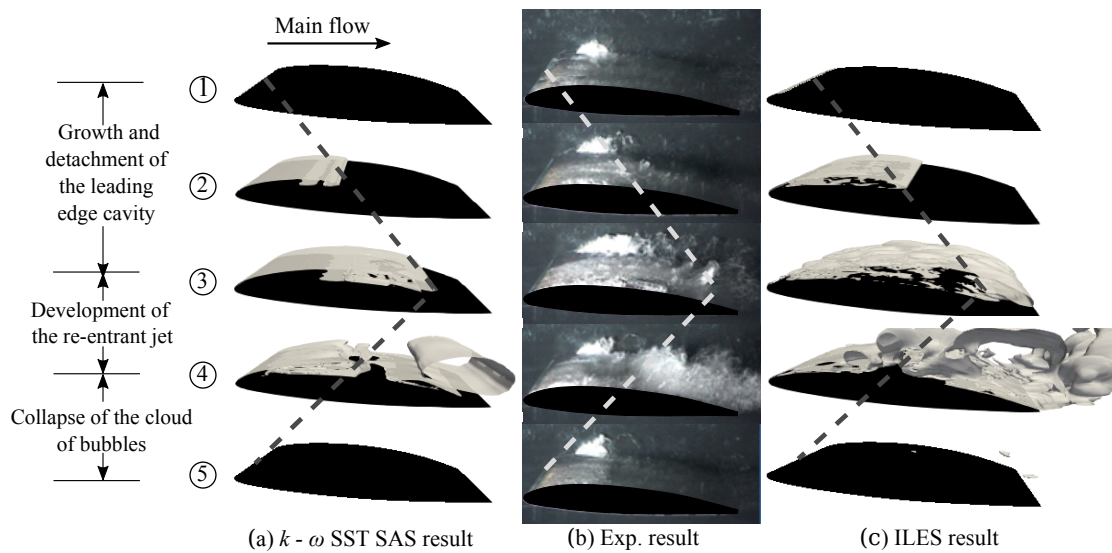 Main flow
①
Growth and
detachment of
the leading
edge cavity
②
③
Development of
the re-entrant jet
④
Collapse of the cloud
of bubbles
⑤
(a) k - ω SST SAS result
(b) Exp. result
(c) ILES result